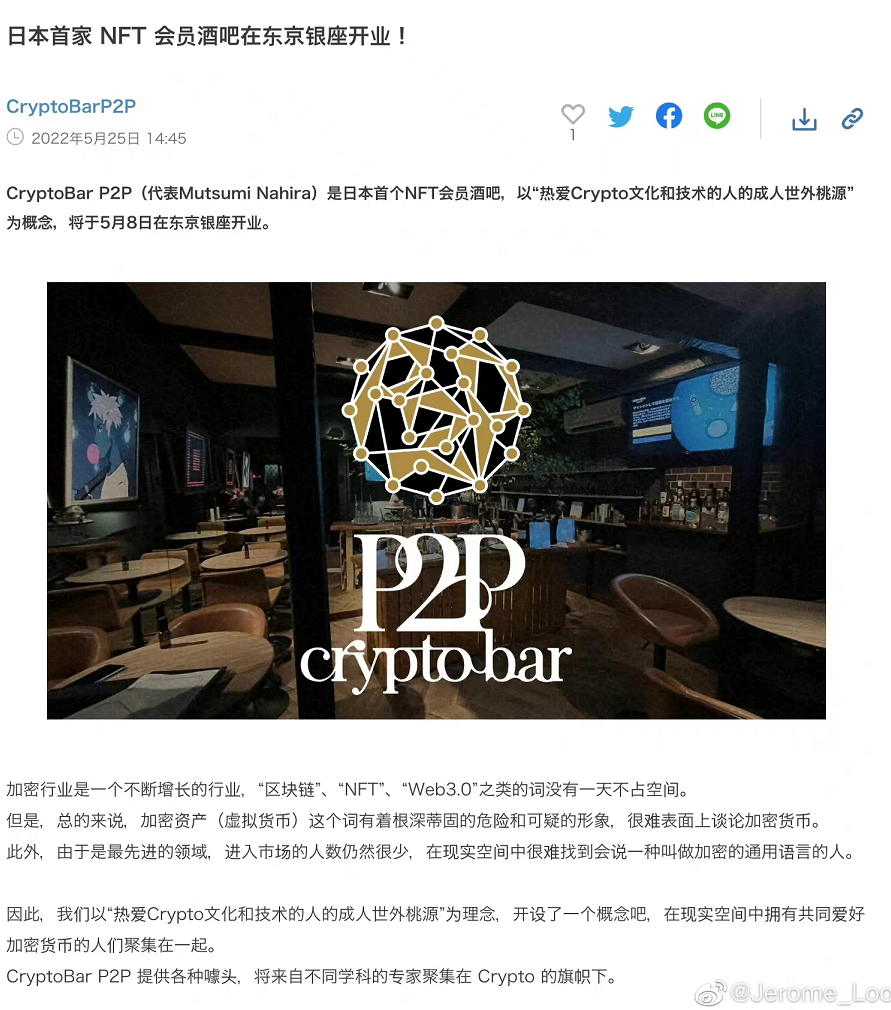 日本首家 NFT 会员酒吧在东京银座开业！
CryptoBarP2P
2022年5月25日 14:45
1
LINE
CryptoBar P2P（代表Mutsumi Nahira）是日本首个NFT会员酒吧，以“热爱Crypto文化和技术的人的成人世外桃源”
为概念，将于5月8日在东京银座开业。
P2P
crypto bar
加密行业是一个不断增长的行业，“区块链”、“NFT”、“Web3.0”之类的词没有一天不占空间。
但是，总的来说，加密资产（虚拟货币）这个词有着根深蒂固的危险和可疑的形象，很难表面上谈论加密货币。
此外，由于是最先进的领域，进入市场的人数仍然很少，在现实空间中很难找到会说一种叫做加密的通用语言的人。
因此，我们以“热爱Crypto文化和技术的人的成人世外桃源”为理念，开设了一个概念吧，在现实空间中拥有共同爱好
加密货币的人们聚集在一起。
CryptoBar P2P 提供各种噱头，将来自不同学科的专家聚集在 Crypto 的旗帜下。
@Jerome_Loo